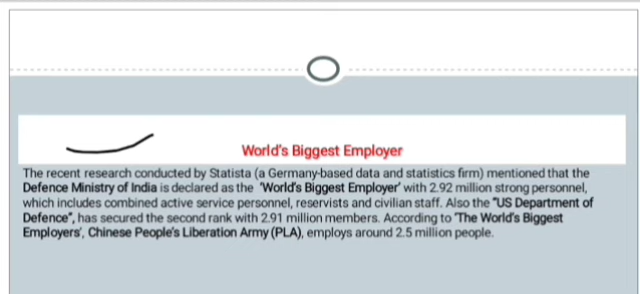 World's Biggest Employer
The recent research conducted by Statista (a Germany-based data and statistics firm) mentioned that the
Defence Ministry of India is declared as the 'World's Biggest Employer' with 2.92 million strong personnel,
which includes combined active service personnel, reservists and civilian staff. Also the "US Department of
Defence", has secured the second rank with 2.91 million members. According to 'The World's Biggest
Employers', Chinese People's Liberation Army (PLA), employs around 2.5 million people.